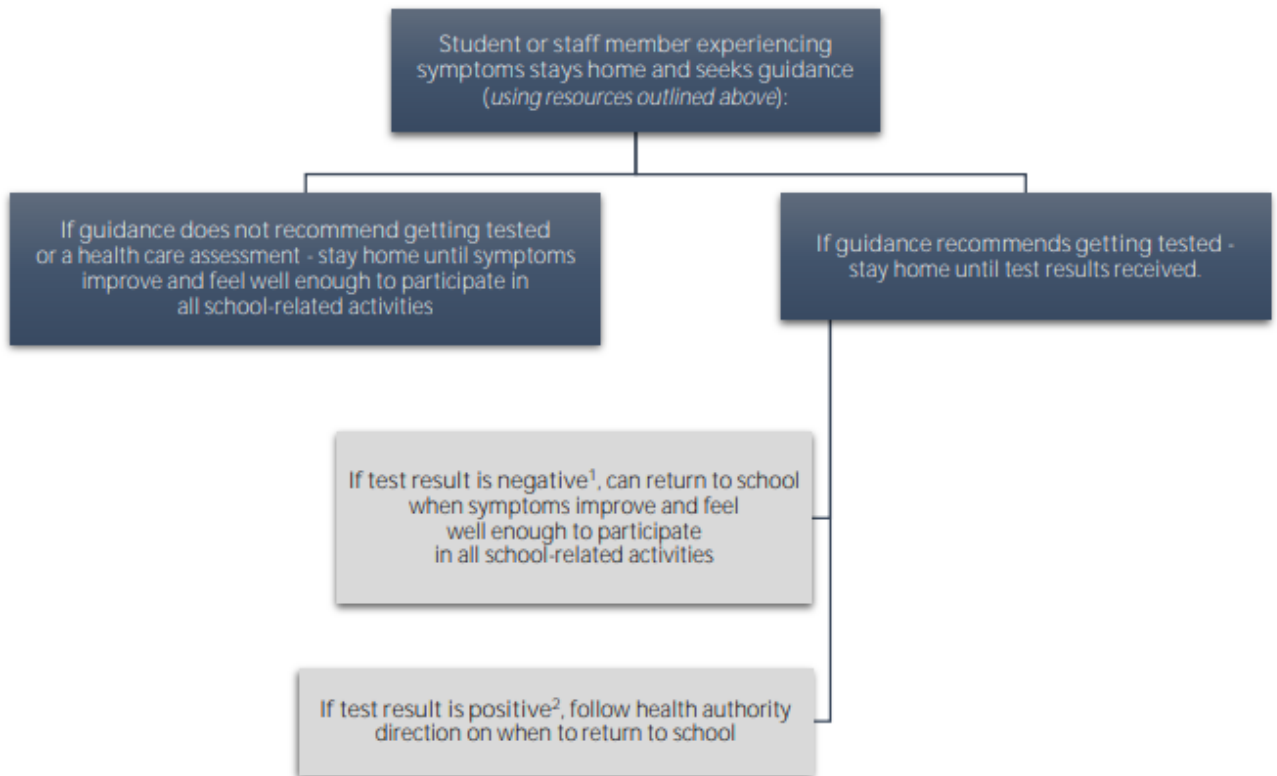 Student or staff member experiencing
symptoms stays home and seeks guidance
(using resources outlined above):
If guidance does not recommend getting tested
or a health care assessment - stay home until symptoms
improve and feel well enough to participate in
all school-related activities
If guidance recommends getting tested -
stay home until test results received.
If test result is negative¹, can return to school
when symptoms improve and feel
well enough to participate
in all school-related activities
If test result is positive², follow health authority
direction on when to return to school